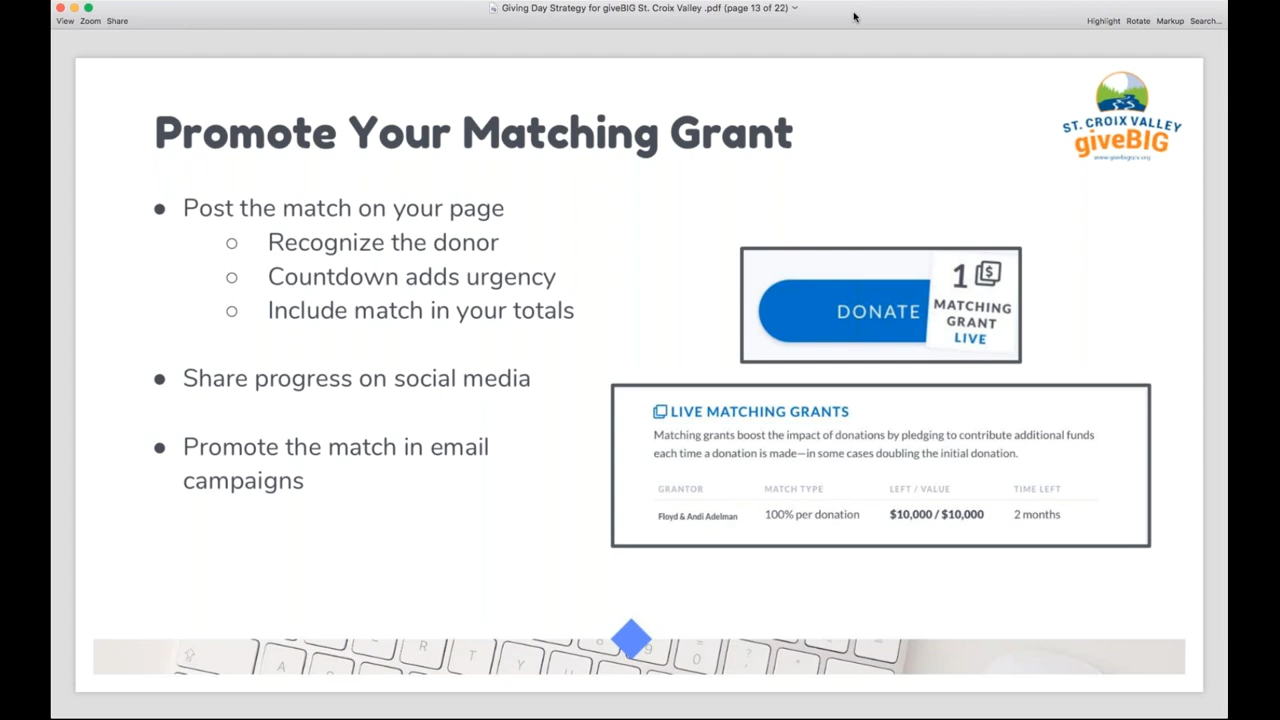 Giving Day Strategy for giveBIG St. Croix Valley .pdf (page 13 of 22)
View Zoom Share
Highlight Rotate Markup Search...
Promote Your Matching Grant
ST. CROIX VALLEY
giveBIG
● Post the match on your page
○ Recognize the donor
○ Countdown adds urgency
○ Include match in your totals
● Share progress on social media
● Promote the match in email
campaigns
DONATE
1
MATCHING
GRANT
LIVE
LIVE MATCHING GRANTS
Matching grants boost the impact of donations by pledging to contribute additional funds
each time a donation is made—in some cases doubling the initial donation.
GRANTOR MATCH TYPE LEFT / VALUE TIME LEFT
Floyd & Andi Adelman 100% per donation $10,000 / $10,000 2 months
R
T
Y
U
A
9
0
?